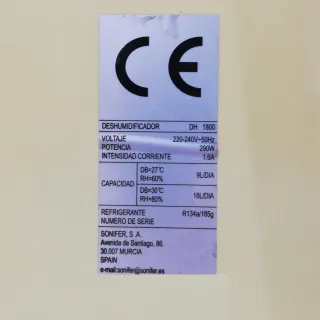 CE
DESHUMIDIFICADOR DH 1800
VOLTAJE 220-240V~50Hz
POTENCIA 290W
INTENSIDAD CORRIENTE 1.6A
CAPACIDAD
DB=27℃
RH=60%
9L/DIA
DB=30℃
RH=80%
18L/DIA
REFRIGERANTE R134a/185g
NUMERO DE SERIE
SONIFER, S.A.
Avenida de Santiago, 86.
30.007 MURCIA
SPAIN
e-mail:sonifer@sonifer.es